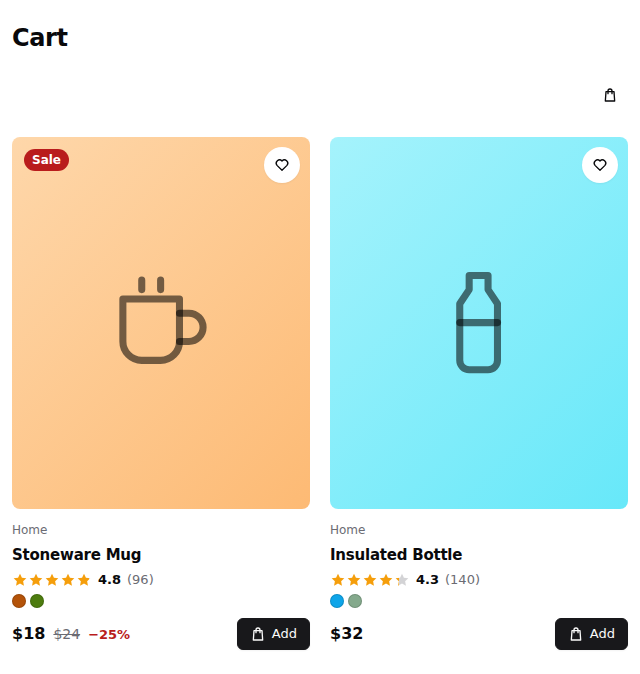 Cart
Sale
Home
Stoneware Mug
4.8 (96)
$18 $24 −25%
Add
Home
Insulated Bottle
4.3 (140)
$32
Add